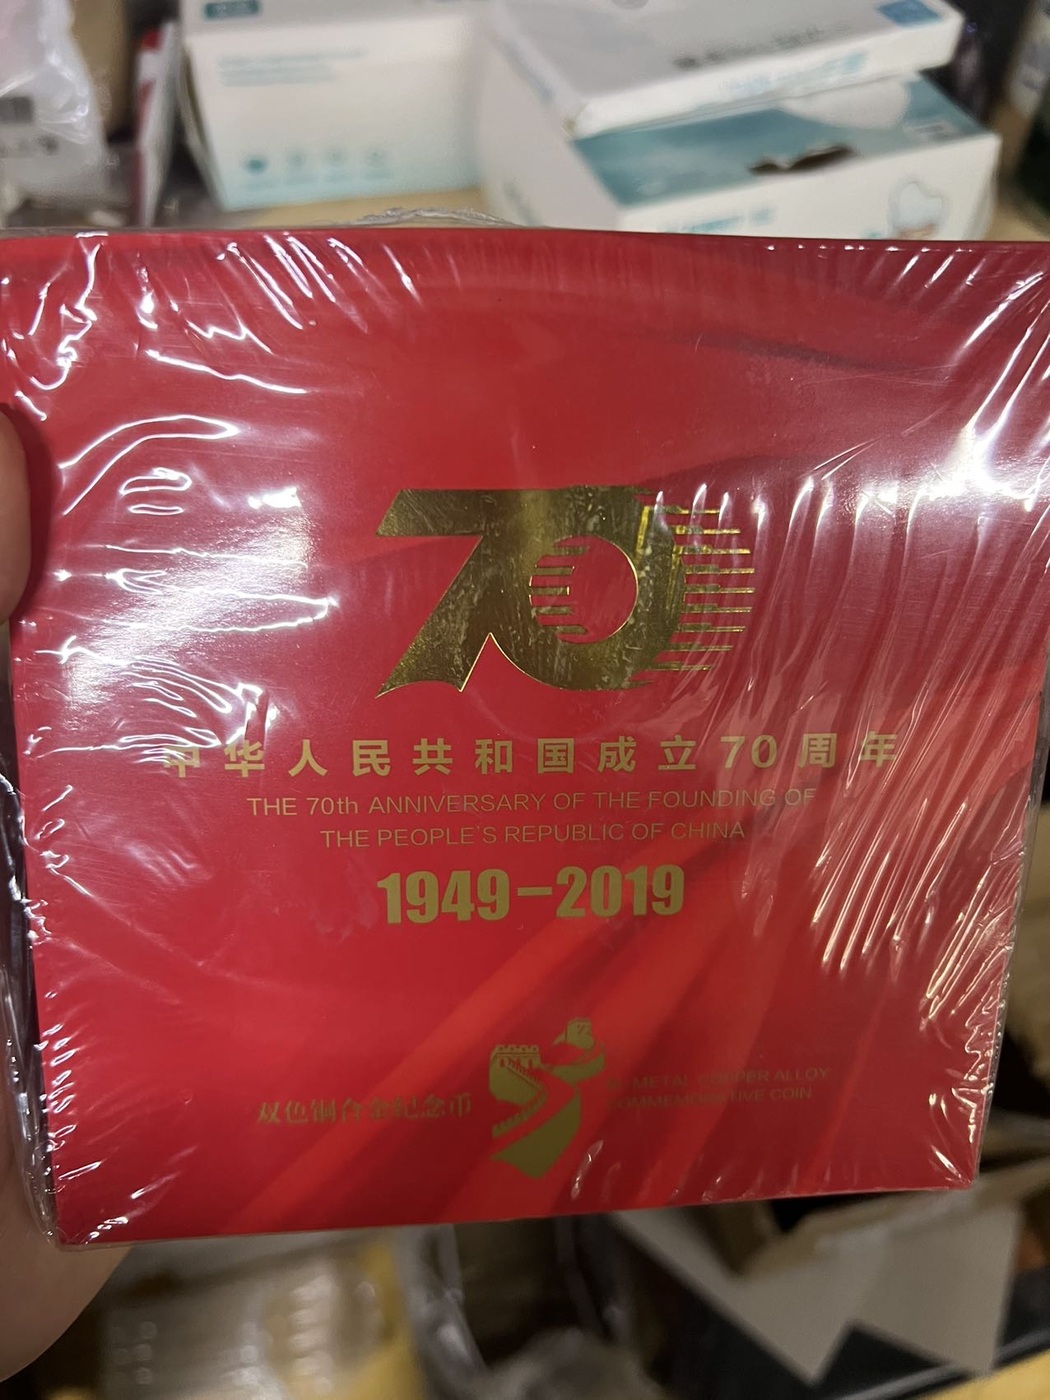 70
中华人民共和国成立70周年
THE 70th ANNIVERSARY OF THE FOUNDING OF
THE PEOPLE'S REPUBLIC OF CHINA
1949-2019
双色铜合金纪念币
BI-METAL COPPER ALLOY
COMMEMORATIVE COIN